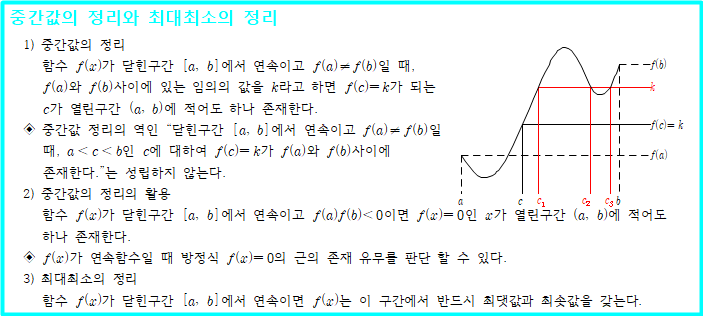 중간값의 정리와 최대최소의 정리
1) 중간값의 정리
함수 f(x)가 닫힌구간 [a, b]에서 연속이고 f(a)≠f(b)일 때,
f(a)와 f(b)사이에 있는 임의의 값을 k라고 하면 f(c)=k가 되는
c가 열린구간 (a, b)에 적어도 하나 존재한다.
◈ 중간값 정리의 역인 “닫힌구간 [a, b]에서 연속이고 f(a)≠f(b)일
때, a<c<b인 c에 대하여 f(c)=k가 f(a)와 f(b)사이에
존재한다.”는 성립하지 않는다.
f(b)
k
f(c)=k
f(a)
a c c₁ c₂ c₃ b
2) 중간값의 정리의 활용
함수 f(x)가 닫힌구간 [a, b]에서 연속이고 f(a)f(b)<0이면 f(x)=0인 x가 열린구간 (a, b)에 적어도
하나 존재한다.
◈ f(x)가 연속함수일 때 방정식 f(x)=0의 근의 존재 유무를 판단 할 수 있다.
3) 최대최소의 정리
함수 f(x)가 닫힌구간 [a, b]에서 연속이면 f(x)는 이 구간에서 반드시 최댓값과 최솟값을 갖는다.